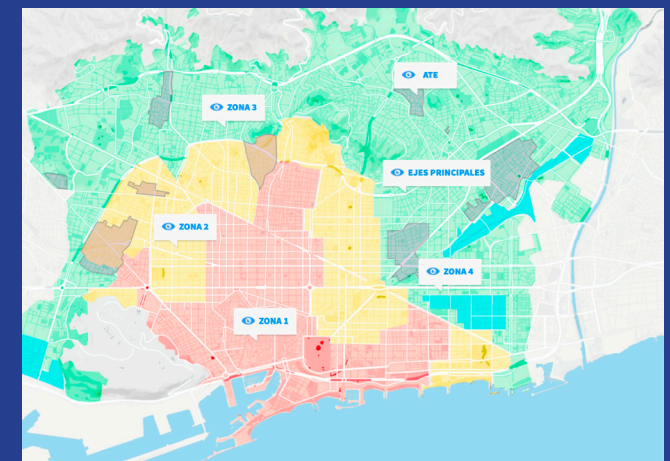 ATE
ZONA 3
EJES PRINCIPALES
ZONA 2
ZONA 4
ZONA 1